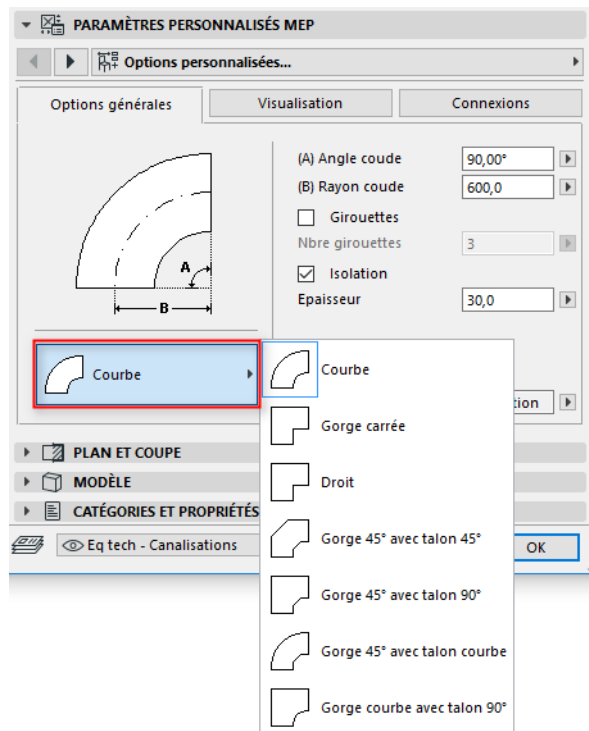 PARAMÈTRES PERSONNALISÉS MEP
Options personnalisées...
Options générales
Visualisation
Connexions
A
B
(A) Angle coude
90,00°
(B) Rayon coude
600,0
Girouettes
Nbre girouettes
3
Isolation
Epaisseur
30,0
Courbe
Courbe
Gorge carrée
Droit
Gorge 45° avec talon 45°
Gorge 45° avec talon 90°
Gorge 45° avec talon courbe
Gorge courbe avec talon 90°
tion
PLAN ET COUPE
MODÈLE
CATÉGORIES ET PROPRIÉTÉS
Eq tech - Canalisations
OK